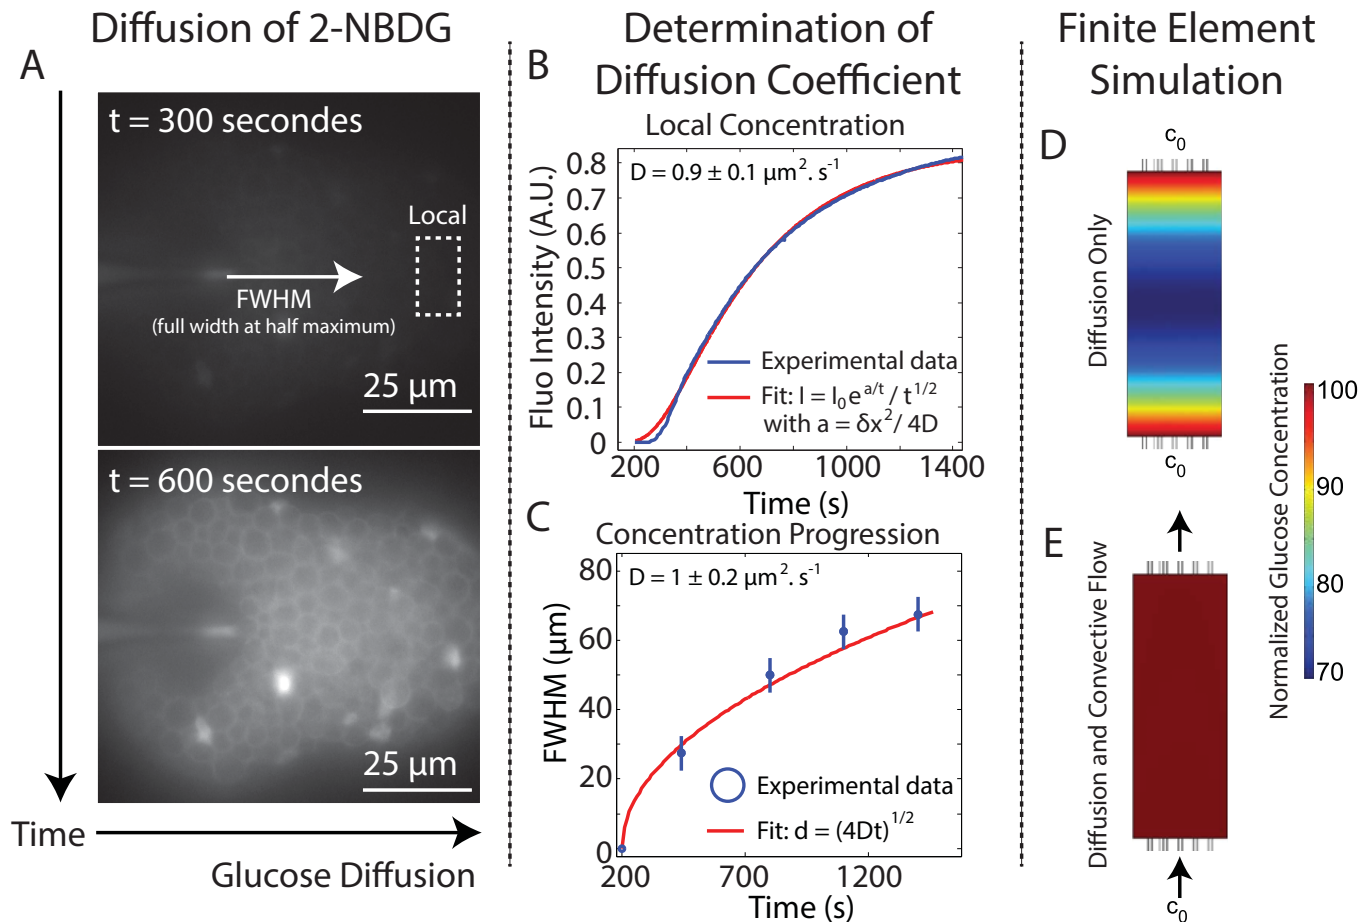 Diffusion of 2-NBDG
A
t = 300 secondes
Local
FWHM
(full width at half maximum)
25 µm
t = 600 secondes
25 µm
Time
Glucose Diffusion
Determination of
Diffusion Coefficient
B
Local Concentration
D = 0.9 ± 0.1 µm². s⁻¹
Fluo Intensity (A.U.)
0.8
0.7
0.6
0.5
0.4
0.3
0.2
0.1
0
Experimental data
Fit: I = I₀ e^(a/t) / t^(1/2)
with a = δx²/ 4D
200 600 1000 1400
Time (s)
C
Concentration Progression
D = 1 ± 0.2 µm². s⁻¹
FWHM (µm)
80
60
40
20
0
Experimental data
Fit: d = (4Dt)^(1/2)
200 700 1200
Time (s)
Finite Element
Simulation
D
c₀
Diffusion Only
c₀
E
Diffusion and Convective Flow
c₀
Normalized Glucose Concentration
100
90
80
70